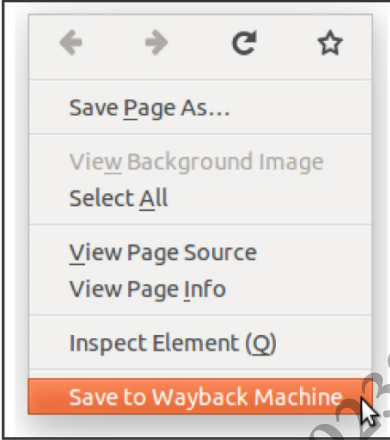 Save Page As...
View Background Image
Select All
View Page Source
View Page Info
Inspect Element (Q)
Save to Wayback Machine